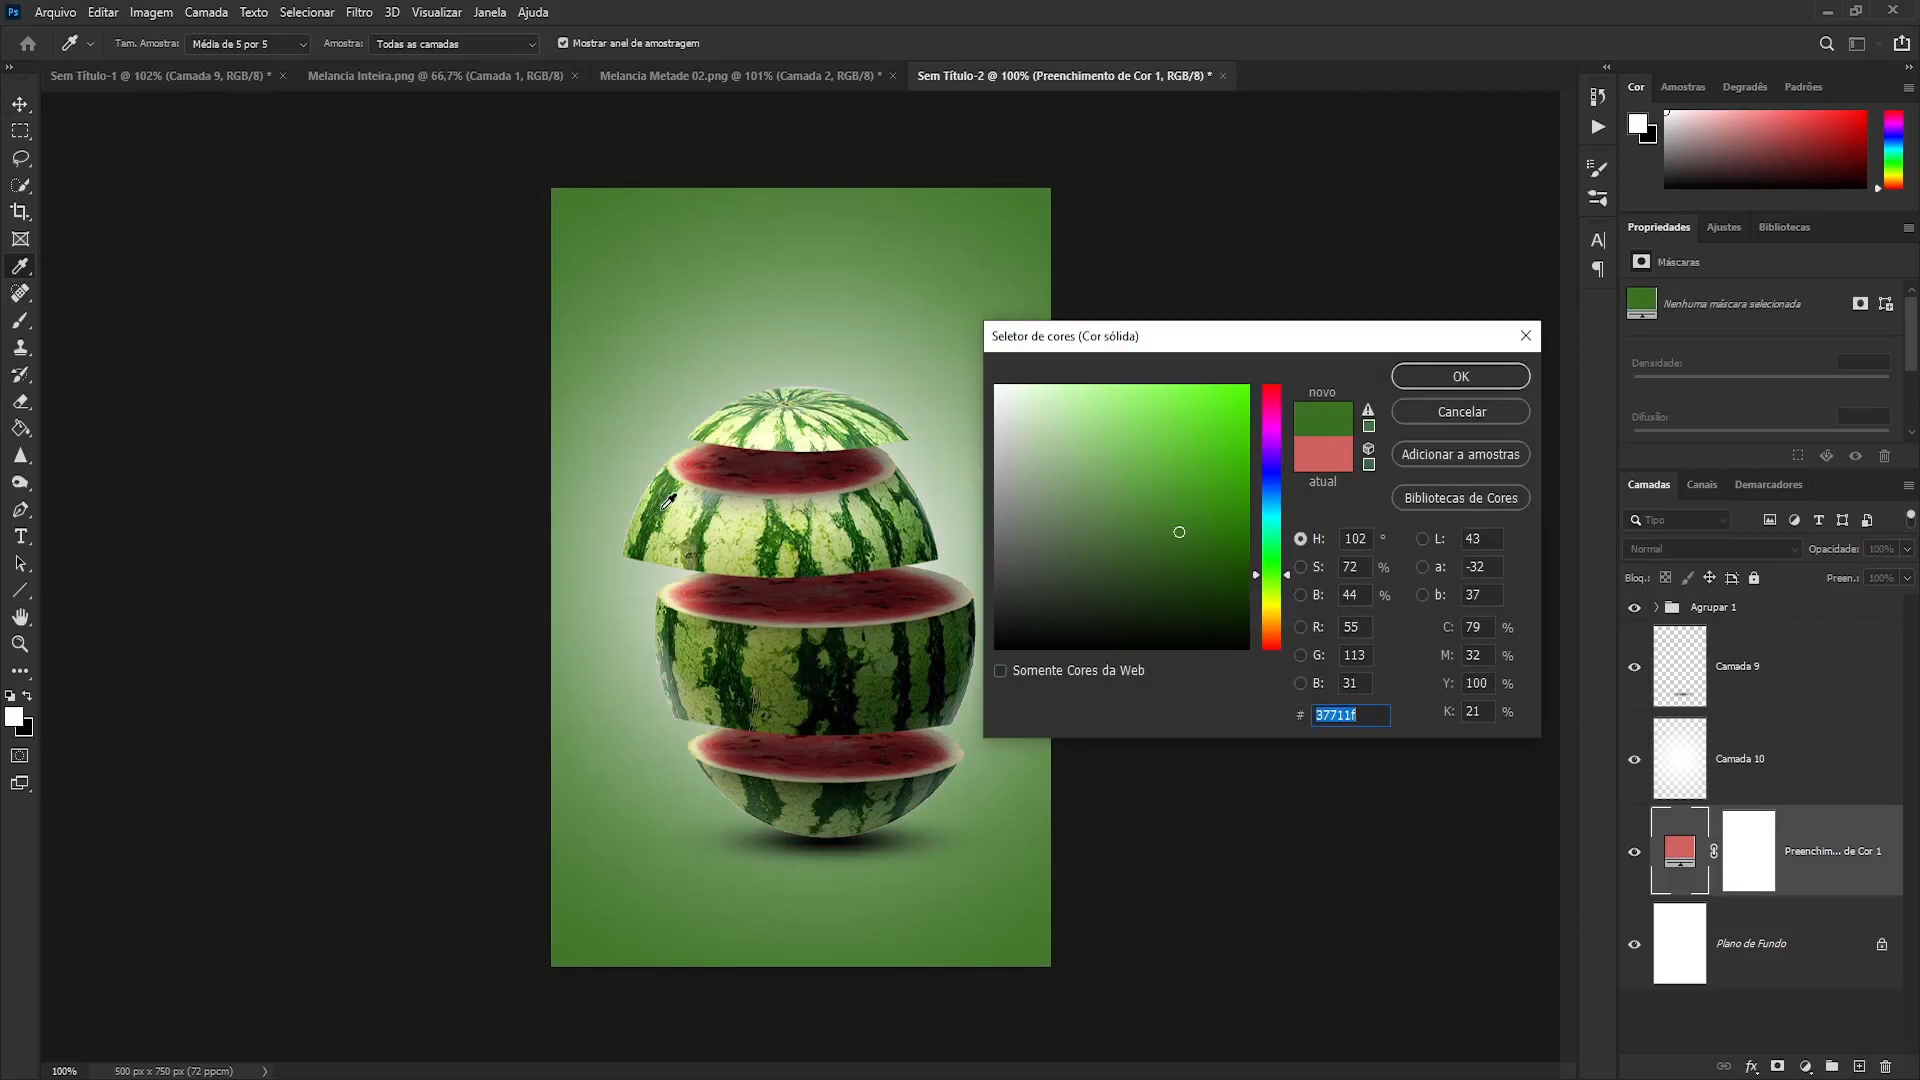 Ps Arquivo Editar Imagem Camada Texto Selecionar Filtro 3D Visualizar Janela Ajuda
Tam. Amostra: Média de 5 por 5 Amostra: Todas as camadas Mostrar anel de amostragem
Sem Título-1 @ 102% (Camada 9, RGB/8) * × Melancia Inteira.png @ 66,7% (Camada 1, RGB/8) × Melancia Metade 02.png @ 101% (Camada 2, RGB/8) * × Sem Título-2 @ 100% (Preenchimento de Cor 1, RGB/8) * ×
Cor Amostras Degradês Padrões
Propriedades Ajustes Bibliotecas
Máscaras
Nenhuma máscara selecionada
Densidade:
Difusão:
Seletor de cores (Cor sólida)
novo
atual
OK
Cancelar
Adicionar a amostras
Bibliotecas de Cores
H: 102 ° L: 43
S: 72 % a: -32
B: 44 % b: 37
R: 55 C: 79 %
G: 113 M: 32 %
B: 31 Y: 100 %
# 37711f K: 21 %
Somente Cores da Web
Camadas Canais Demarcadores
Tipo
Normal Opacidade: 100%
Bloq.: Preen.: 100%
Agrupar 1
Camada 9
Camada 10
Preenchim... de Cor 1
Plano de Fundo
100% 500 px x 750 px (72 ppcm)